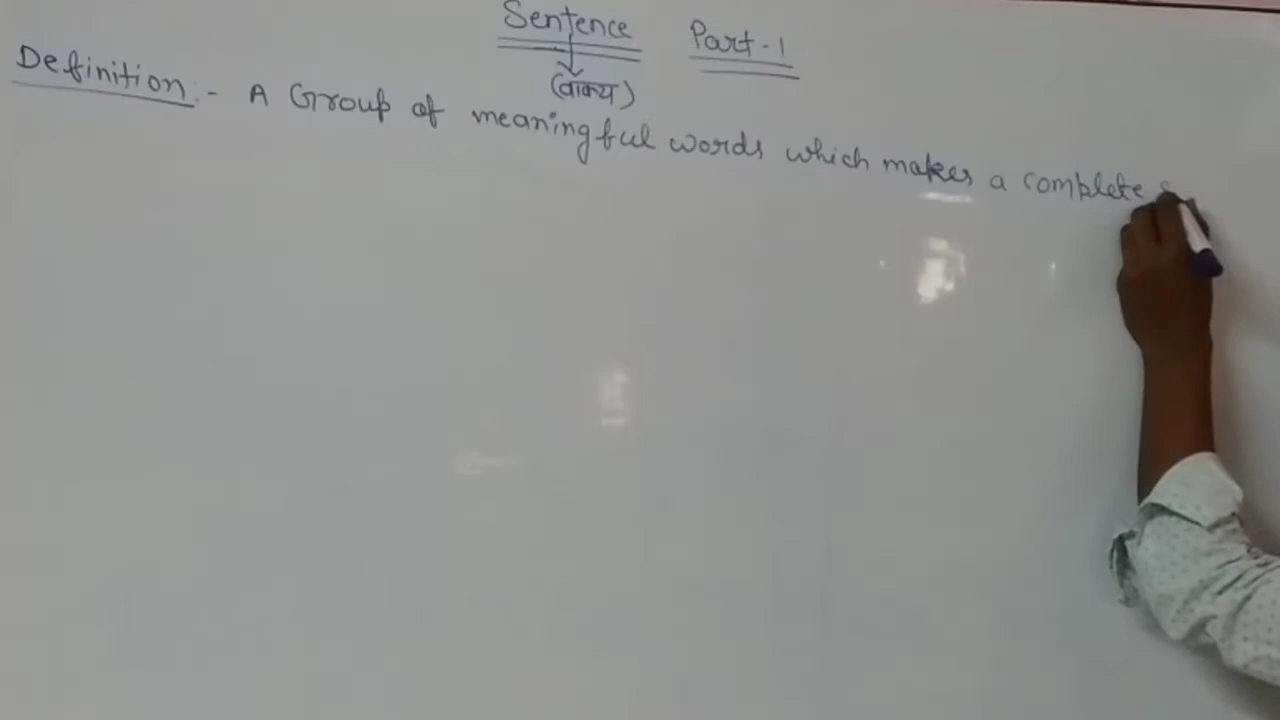 Sentence Part-1
(वाक्य)
Definition:- A Group of meaningful words which makes a complete